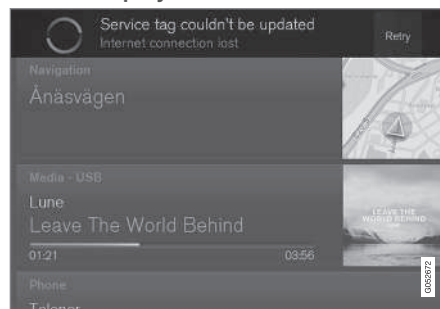 Service tag couldn't be updated
Internet connection lost
Retry
Navigation
Ånäsvägen
Media - USB
Lune
Leave The World Behind
01:21
03:56
LEAVE THE
WORLD BEHIND
G052672
Phone
Telenor